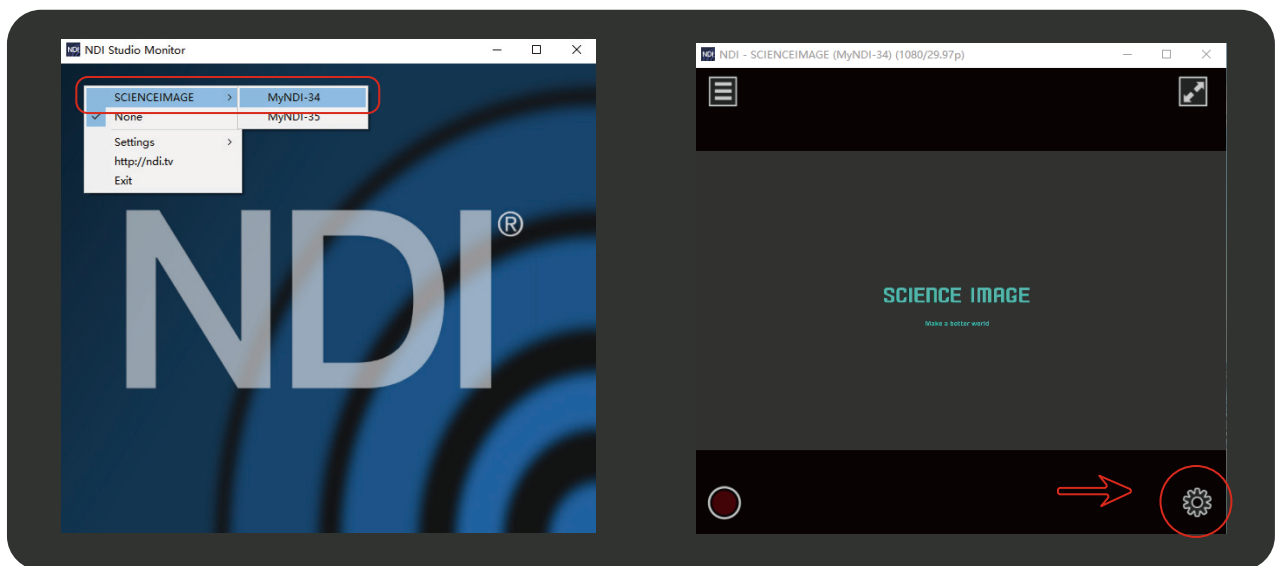 NDI Studio Monitor
SCIENCEIMAGE > MyNDI-34
None MyNDI-35
Settings >
http://ndi.tv
Exit
NDI®
NDI - SCIENCEIMAGE (MyNDI-34) (1080/29.97p)
SCIENCE IMAGE
Make a better world